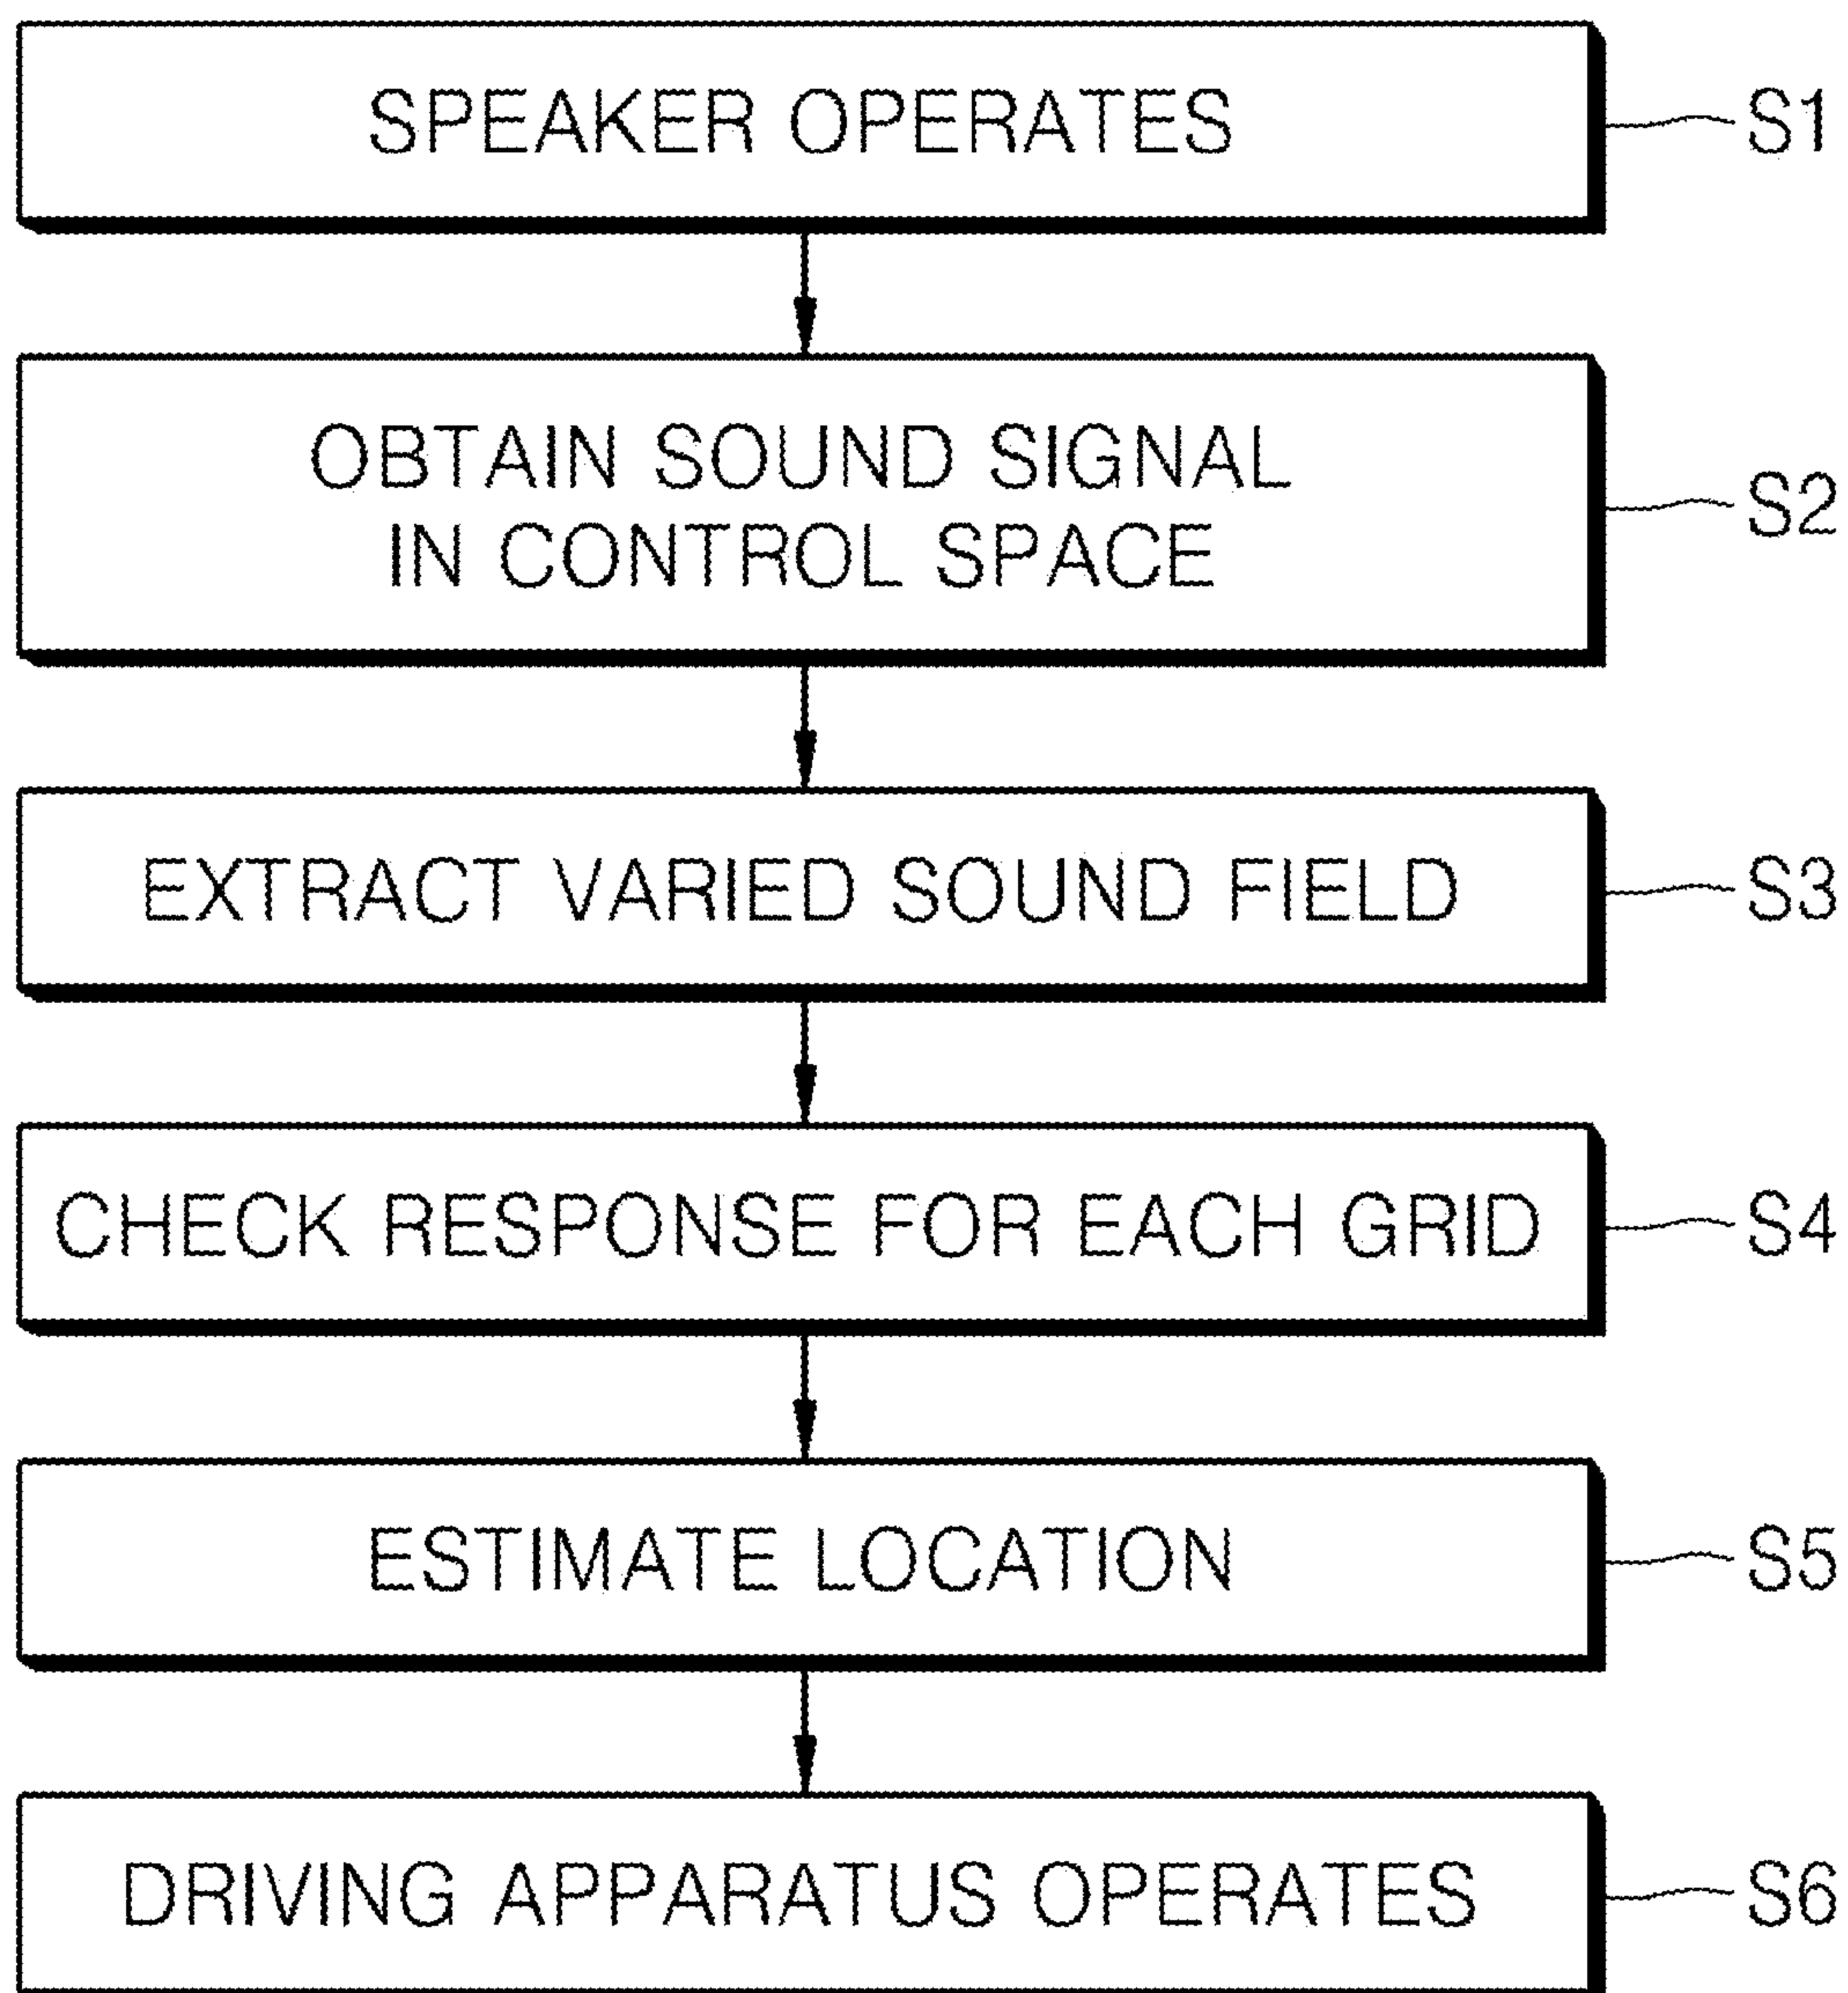 SPEAKER OPERATES
S1
OBTAIN SOUND SIGNAL
IN CONTROL SPACE
S2
EXTRACT VARIED SOUND FIELD
S3
CHECK RESPONSE FOR EACH GRID
S4
ESTIMATE LOCATION
S5
DRIVING APPARATUS OPERATES
S6